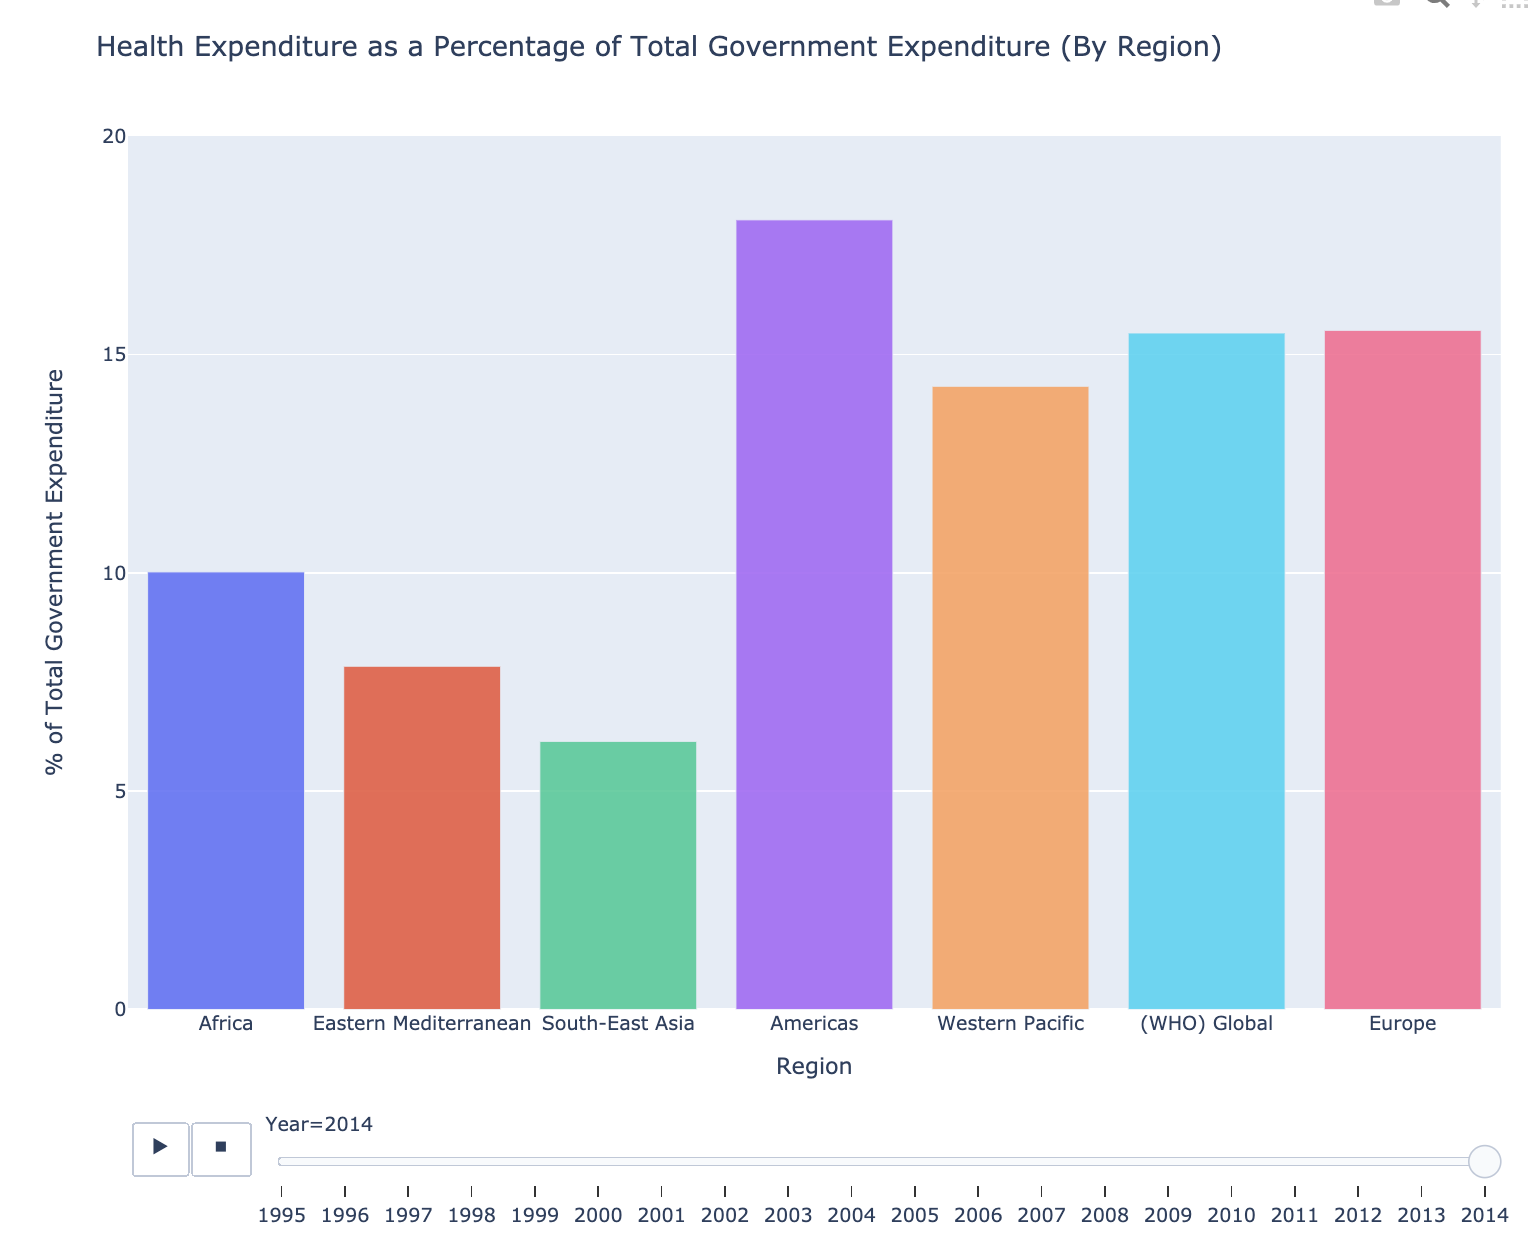 Health Expenditure as a Percentage of Total Government Expenditure (By Region)
% of Total Government Expenditure
20
15
10
5
0
Africa Eastern Mediterranean South-East Asia Americas Western Pacific (WHO) Global Europe
Region
Year=2014
1995 1996 1997 1998 1999 2000 2001 2002 2003 2004 2005 2006 2007 2008 2009 2010 2011 2012 2013 2014